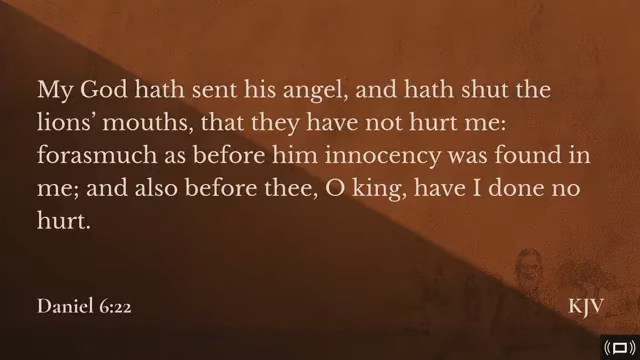 My God hath sent his angel, and hath shut the
lions’ mouths, that they have not hurt me:
forasmuch as before him innocency was found in
me; and also before thee, O king, have I done no
hurt.
Daniel 6:22
KJV